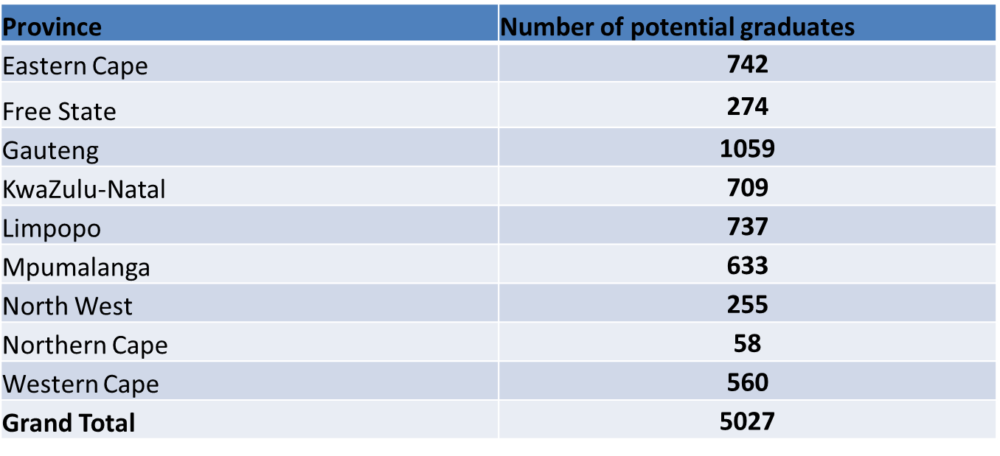 Province Number of potential graduates
Eastern Cape 742
Free State 274
Gauteng 1059
KwaZulu-Natal 709
Limpopo 737
Mpumalanga 633
North West 255
Northern Cape 58
Western Cape 560
Grand Total 5027